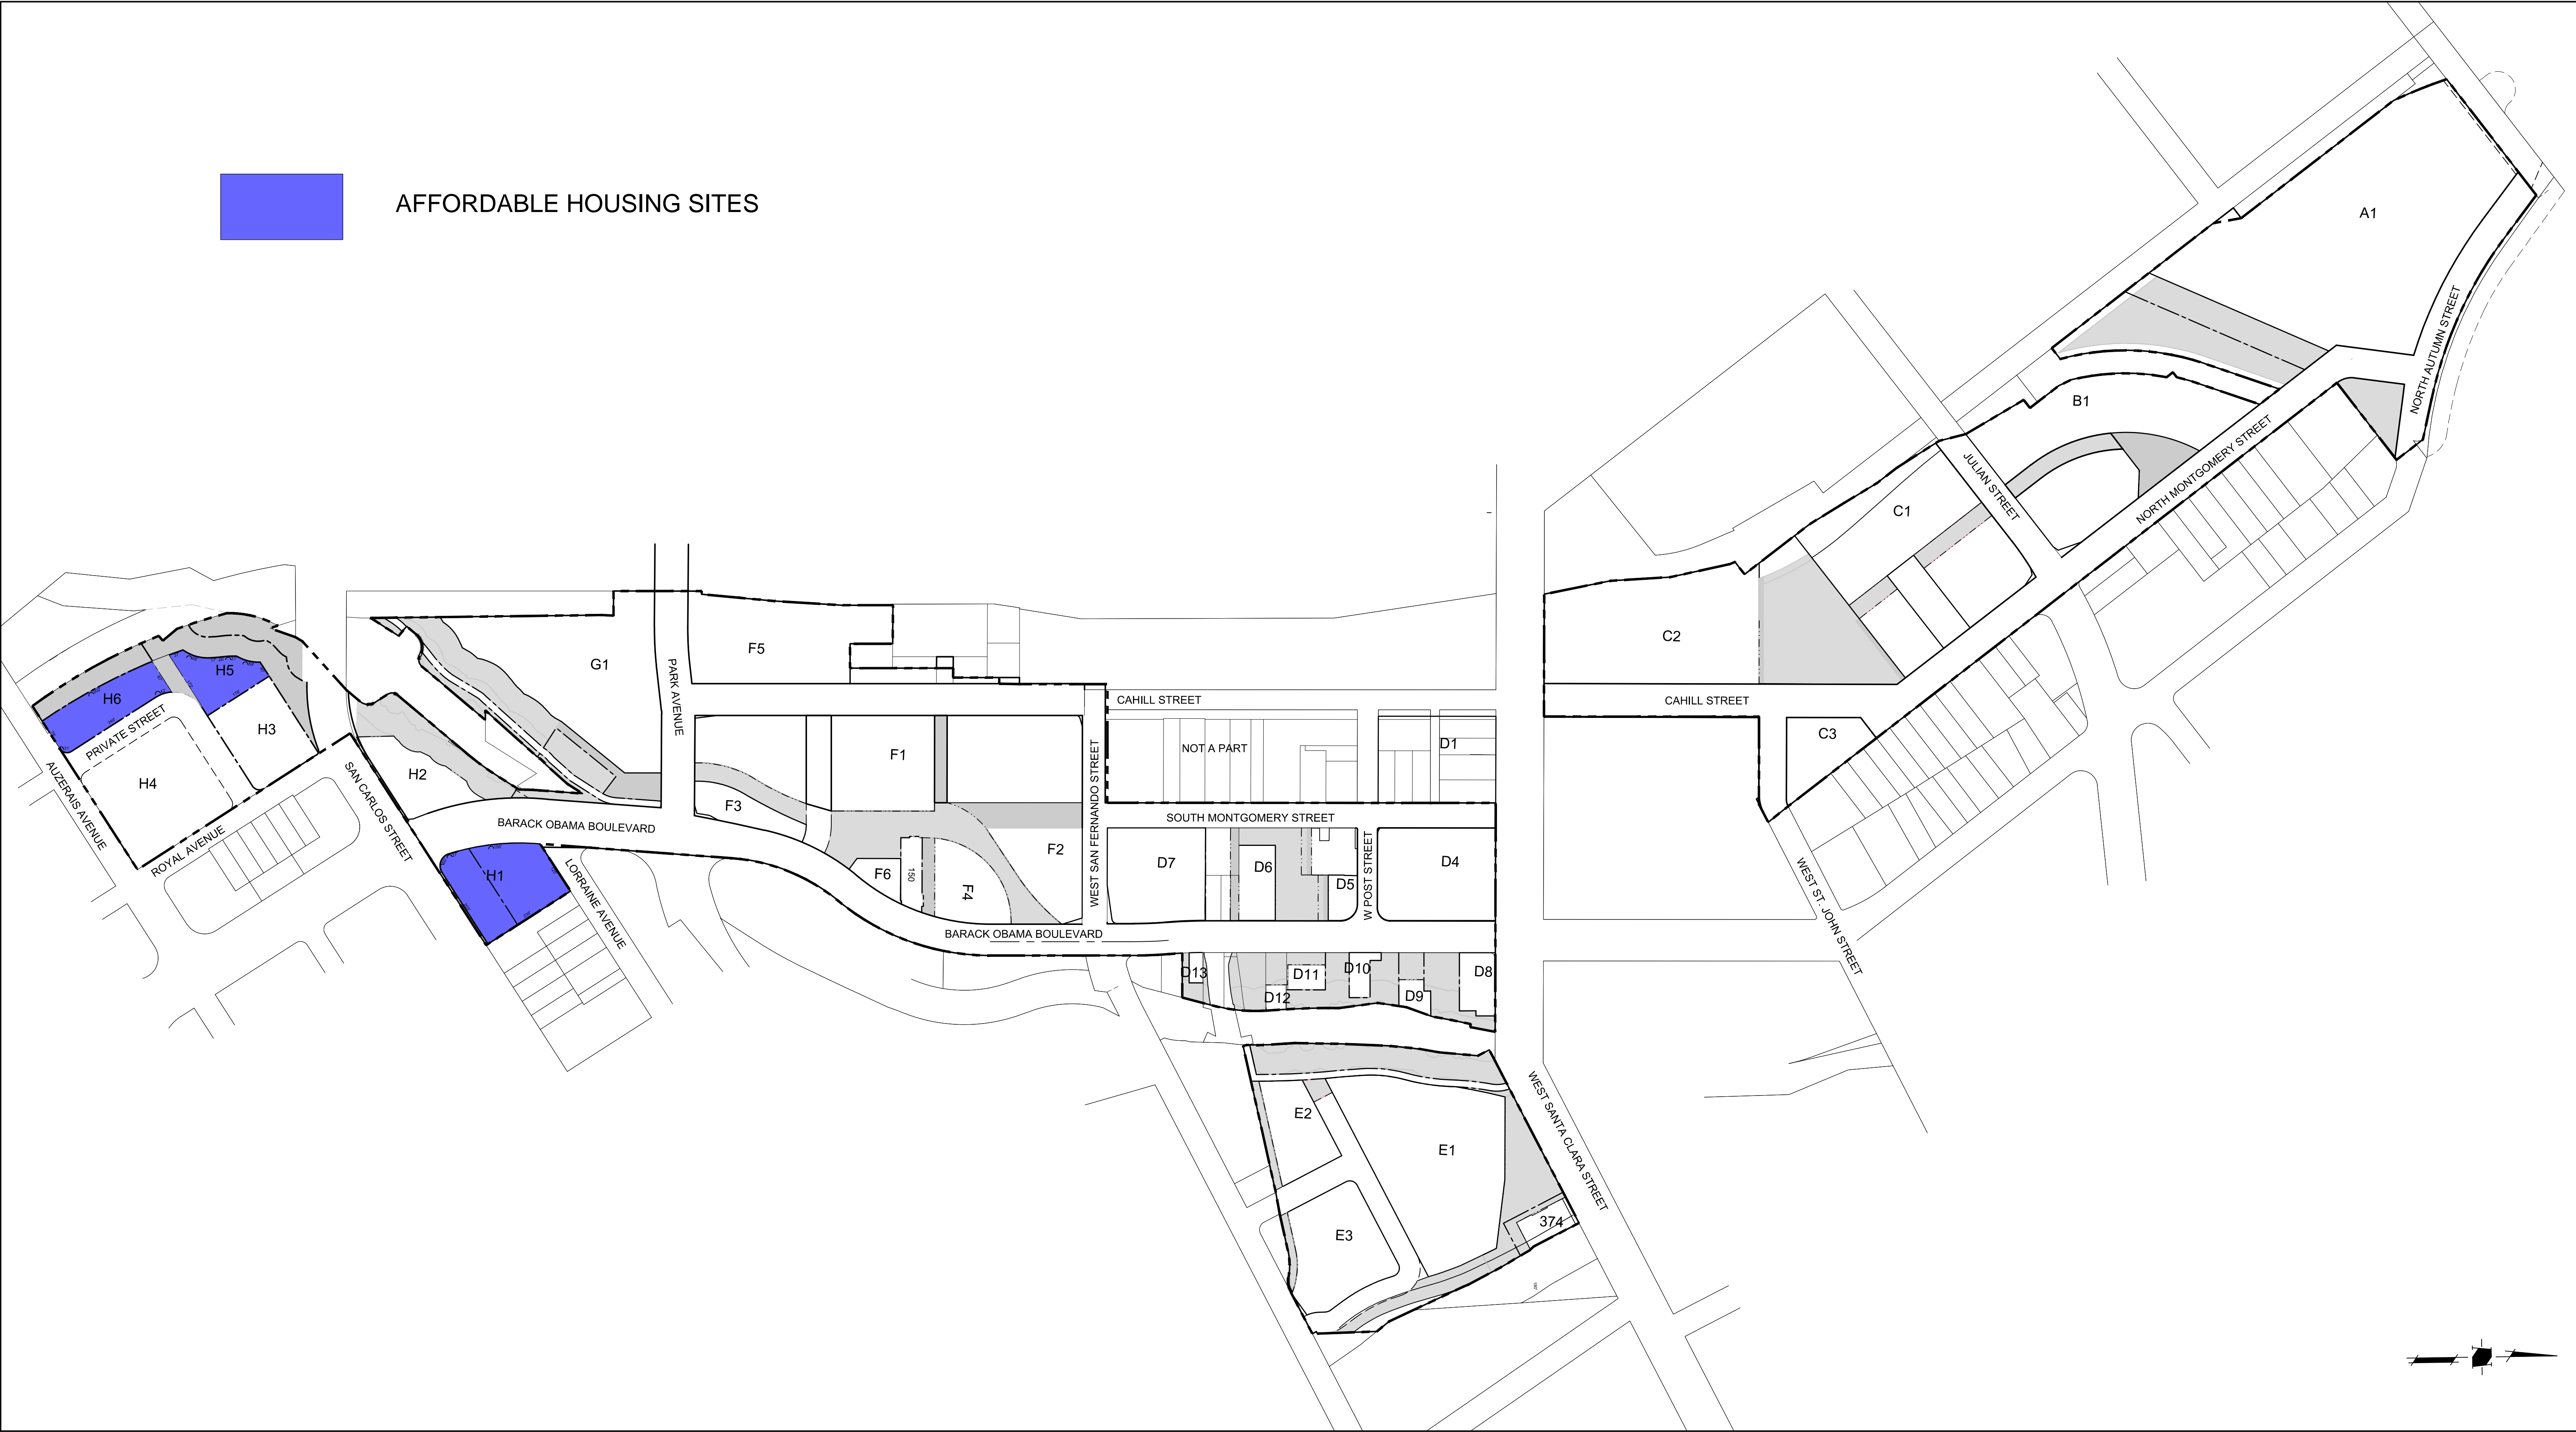 AFFORDABLE HOUSING SITES
A1
NORTH AUTUMN STREET
B1
JULIAN STREET
NORTH MONTGOMERY STREET
C1
C2
CAHILL STREET
C3
WEST ST. JOHN STREET
G1
PARK AVENUE
F5
CAHILL STREET
H5
H6
PRIVATE STREET
H3
H4
AUZERAIS AVENUE
ROYAL AVENUE
SAN CARLOS STREET
H2
BARACK OBAMA BOULEVARD
H1
LORRAINE AVENUE
F1
F3
F6
150
F4
F2
WEST SAN FERNANDO STREET
NOT A PART
D1
SOUTH MONTGOMERY STREET
D7
D6
D5
W POST STREET
D4
BARACK OBAMA BOULEVARD
D13
D12
D11
D10
D9
D8
WEST SANTA CLARA STREET
E2
E1
E3
374